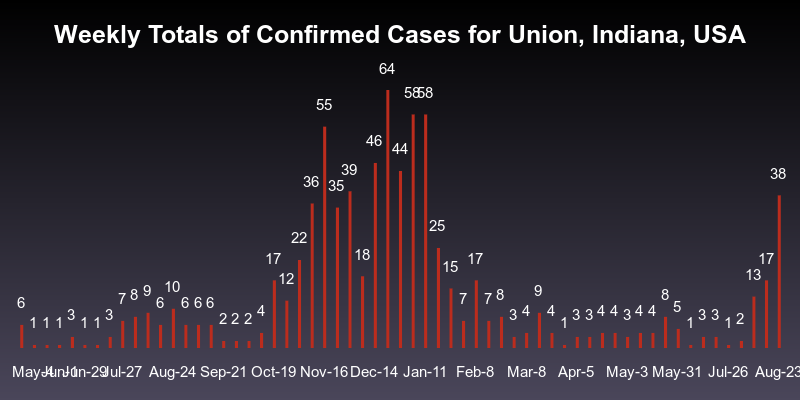 Weekly Totals of Confirmed Cases for Union, Indiana, USA
6 1 1 1 3 1 1 3 7 8 9 6 10 6 6 6 2 2 2 4 17 12 22 36 55 35 39 18 46 64 44 58 58 25 15 7 17 7 8 3 4 9 4 1 3 3 4 4 3 4 4 8 5 1 3 3 1 2 13 17 38
May-4 Jun-1 Jun-29 Jul-27 Aug-24 Sep-21 Oct-19 Nov-16 Dec-14 Jan-11 Feb-8 Mar-8 Apr-5 May-3 May-31 Jul-26 Aug-23